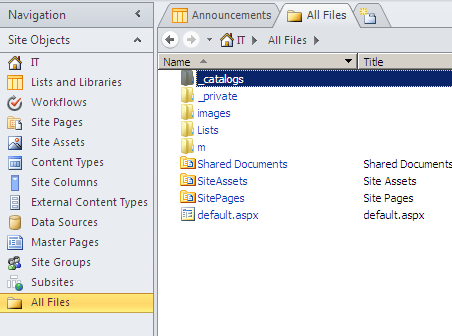 Navigation
Site Objects
IT
Lists and Libraries
Workflows
Site Pages
Site Assets
Content Types
Site Columns
External Content Types
Data Sources
Master Pages
Site Groups
Subsites
All Files
Announcements All Files
IT All Files
Name Title
_catalogs
_private
images
Lists
m
Shared Documents Shared Documents
SiteAssets Site Assets
SitePages Site Pages
default.aspx default.aspx